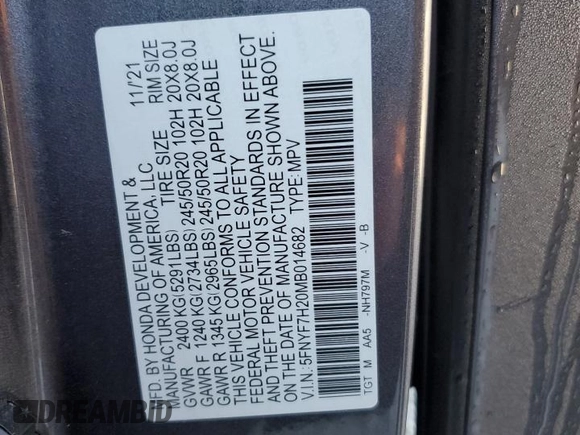 MFD. BY HONDA DEVELOPMENT & 11/'21
MANUFACTURING OF AMERICA, LLC. TIRE SIZE RIM SIZE
GVWR 2400 KG(5291LBS)
GAWR F 1240 KG(2734LBS) 245/50R20 102H 20X8.0J
GAWR R 1345 KG(2965LBS) 245/50R20 102H 20X8.0J
THIS VEHICLE CONFORMS TO ALL APPLICABLE
FEDERAL MOTOR VEHICLE SAFETY
AND THEFT PREVENTION STANDARDS IN EFFECT
ON THE DATE OF MANUFACTURE SHOWN ABOVE.
V.I.N.:5FNYF7H20MB014682 TYPE:MPV
TGT M AA5 -NH797M -V -B
DREAMBID